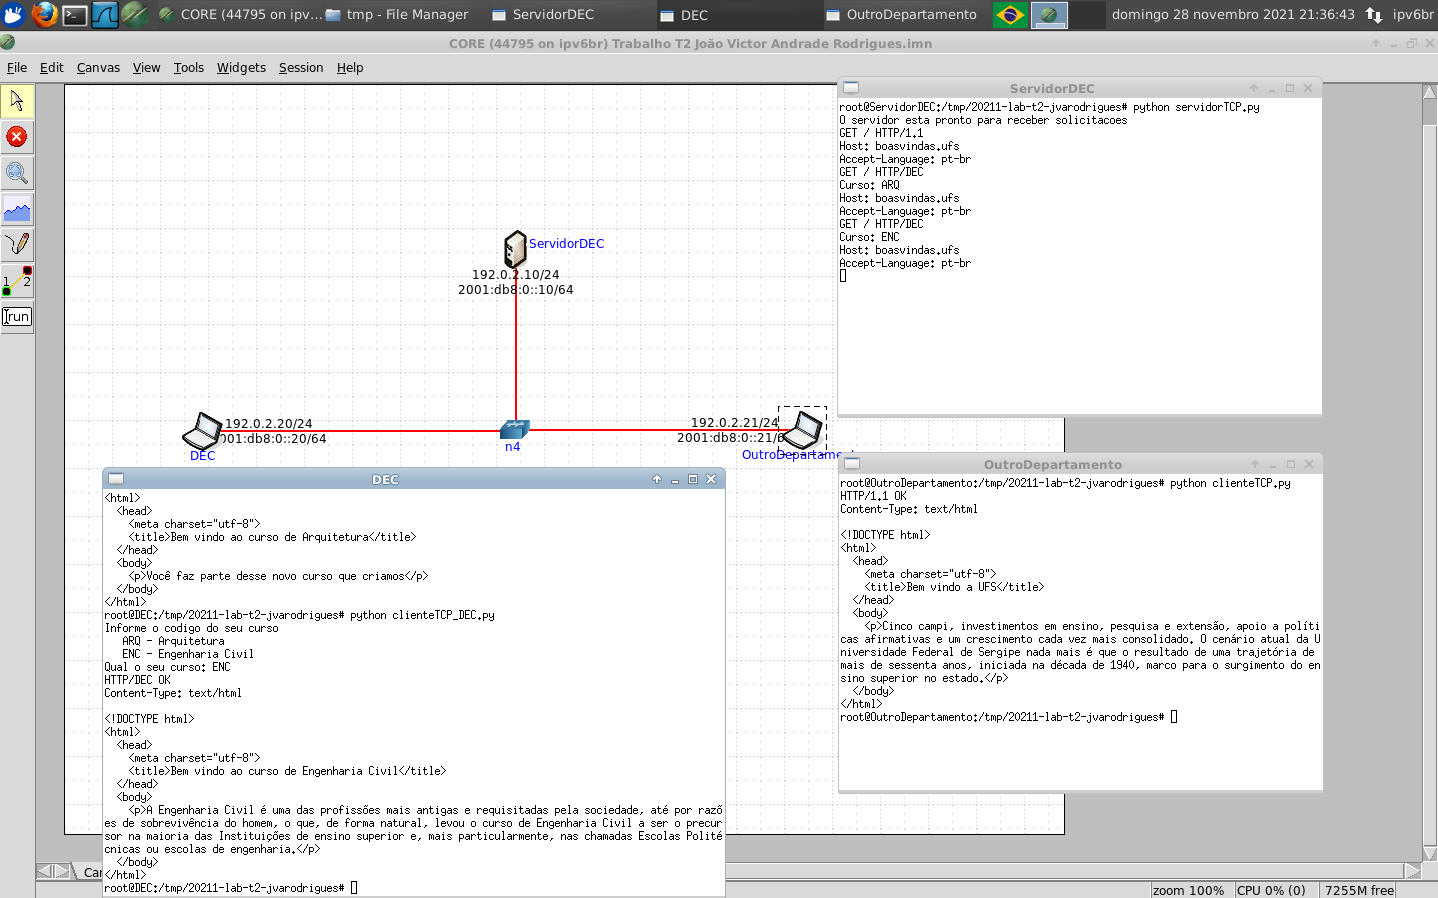 CORE (44795 on ipv...
tmp - File Manager
ServidorDEC
DEC
OutroDepartamento
domingo 28 novembro 2021 21:36:43
ipv6br
CORE (44795 on ipv6br) Trabalho T2 João Victor Andrade Rodrigues.imn
File Edit Canvas View Tools Widgets Session Help
1 2
run
ServidorDEC
192.0.2.10/24
2001:db8:0::10/64
192.0.2.20/24
001:db8:0::20/64
DEC
n4
192.0.2.21/24
2001:db8:0::21/6
OutroDepartame
ServidorDEC
root@ServidorDEC:/tmp/20211-lab-t2-jvarodrigues# python servidorTCP.py
O servidor esta pronto para receber solicitacoes
GET / HTTP/1.1
Host: boasvindas.ufs
Accept-Language: pt-br
GET / HTTP/DEC
Curso: ARQ
Host: boasvindas.ufs
Accept-Language: pt-br
GET / HTTP/DEC
Curso: ENC
Host: boasvindas.ufs
Accept-Language: pt-br
DEC
<html>
  <head>
    <meta charset="utf-8">
    <title>Bem vindo ao curso de Arquitetura</title>
  </head>
  <body>
    <p>Você faz parte desse novo curso que criamos</p>
  </body>
</html>
root@DEC:/tmp/20211-lab-t2-jvarodrigues# python clienteTCP_DEC.py
Informe o codigo do seu curso
   ARQ - Arquitetura
   ENC - Engenharia Civil
Qual o seu curso: ENC
HTTP/DEC OK
Content-Type: text/html

<!DOCTYPE html>
<html>
  <head>
    <meta charset="utf-8">
    <title>Bem vindo ao curso de Engenharia Civil</title>
  </head>
  <body>
    <p>A Engenharia Civil é uma das profissões mais antigas e requisitadas pela sociedade, até por razõ
es de sobrevivência do homem, o que, de forma natural, levou o curso de Engenharia Civil a ser o precur
sor na maioria das Instituições de ensino superior e, mais particularmente, nas chamadas Escolas Polité
cnicas ou escolas de engenharia.</p>
  </body>
</html>
root@DEC:/tmp/20211-lab-t2-jvarodrigues#
OutroDepartamento
root@OutroDepartamento:/tmp/20211-lab-t2-jvarodrigues# python clienteTCP.py
HTTP/1.1 OK
Content-Type: text/html

<!DOCTYPE html>
<html>
  <head>
    <meta charset="utf-8">
    <title>Bem vindo a UFS</title>
  </head>
  <body>
    <p>Cinco campi, investimentos em ensino, pesquisa e extensão, apoio a políti
cas afirmativas e um crescimento cada vez mais consolidado. O cenário atual da U
niversidade Federal de Sergipe nada mais é que o resultado de uma trajetória de
mais de sessenta anos, iniciada na década de 1940, marco para o surgimento do en
sino superior no estado.</p>
  </body>
</html>
root@OutroDepartamento:/tmp/20211-lab-t2-jvarodrigues#
Can
zoom 100%
CPU 0% (0)
7255M free